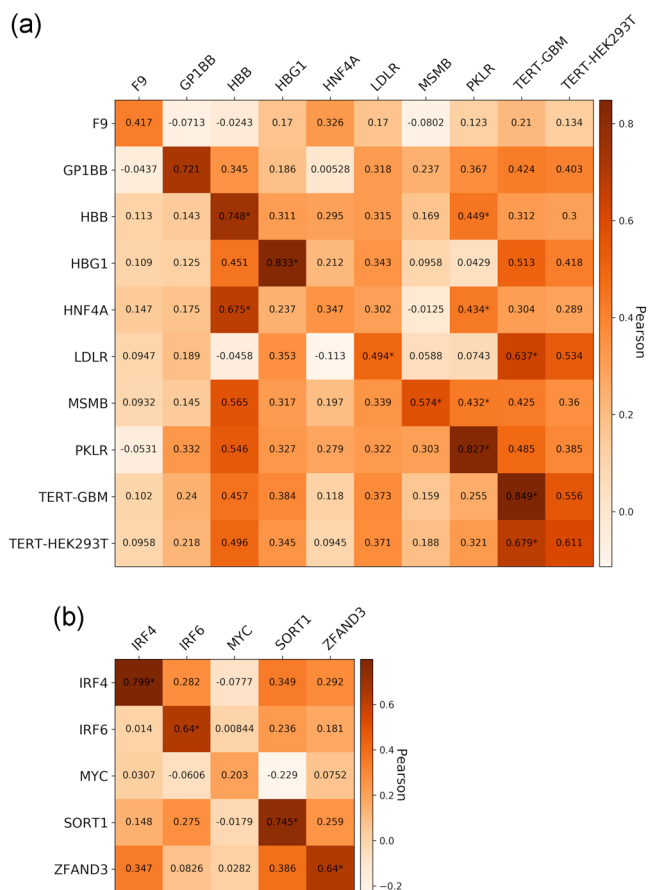 (a)
F9 GP1BB HBB HBG1 HNF4A LDLR MSMB PKLR TERT-GBM TERT-HEK293T
F9 0.417 -0.0713 -0.0243 0.17 0.326 0.17 -0.0802 0.123 0.21 0.134
GP1BB -0.0437 0.721 0.345 0.186 0.00528 0.318 0.237 0.367 0.424 0.403
HBB 0.113 0.143 0.748* 0.311 0.295 0.315 0.169 0.449* 0.312 0.3
HBG1 0.109 0.125 0.451 0.833* 0.212 0.343 0.0958 0.0429 0.513 0.418
HNF4A 0.147 0.175 0.675* 0.237 0.347 0.302 -0.0125 0.434* 0.304 0.289
LDLR 0.0947 0.189 -0.0458 0.353 -0.113 0.494* 0.0588 0.0743 0.637* 0.534
MSMB 0.0932 0.145 0.565 0.317 0.197 0.339 0.574* 0.432* 0.425 0.36
PKLR -0.0531 0.332 0.546 0.327 0.279 0.322 0.303 0.827* 0.485 0.385
TERT-GBM 0.102 0.24 0.457 0.384 0.118 0.373 0.159 0.255 0.849* 0.556
TERT-HEK293T 0.0958 0.218 0.496 0.345 0.0945 0.371 0.188 0.321 0.679* 0.611
0.8
0.6
0.4
0.2
0.0
Pearson
(b)
IRF4 IRF6 MYC SORT1 ZFAND3
IRF4 0.799* 0.282 -0.0777 0.349 0.292
IRF6 0.014 0.64* 0.00844 0.236 0.181
MYC 0.0307 -0.0606 0.203 -0.229 0.0752
SORT1 0.148 0.275 -0.0179 0.745* 0.259
ZFAND3 0.347 0.0826 0.0282 0.386 0.64*
0.6
0.4
0.2
0.0
−0.2
Pearson